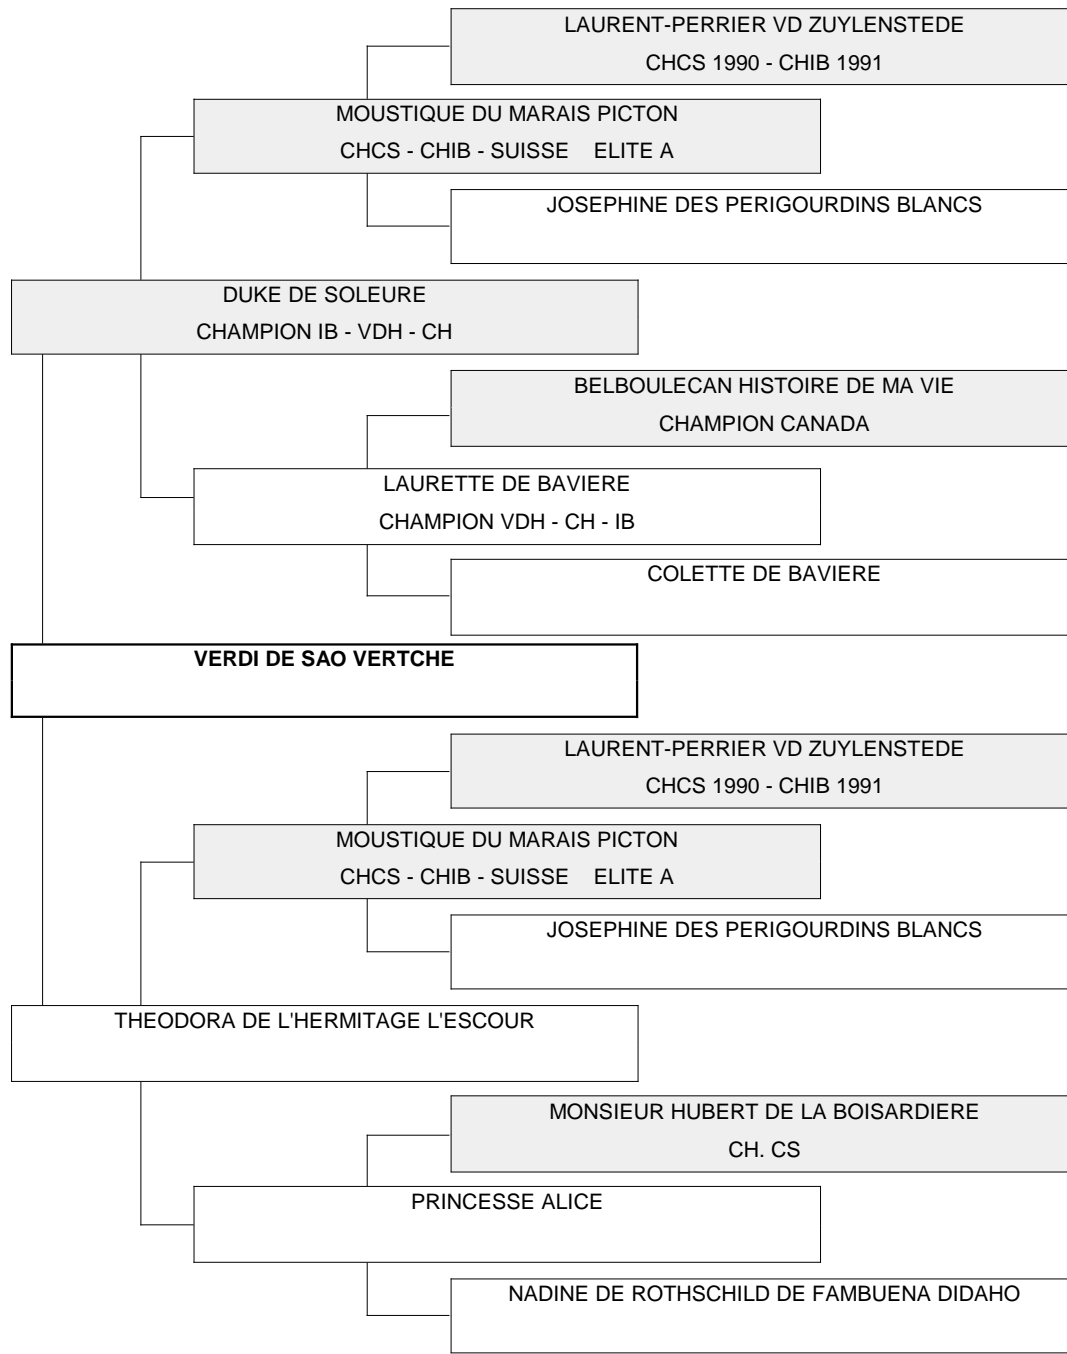 LAURENT-PERRIER VD ZUYLENSTEDE
CHCS 1990 - CHIB 1991
MOUSTIQUE DU MARAIS PICTON
CHCS - CHIB - SUISSE ELITE A
JOSEPHINE DES PERIGOURDINS BLANCS
DUKE DE SOLEURE
CHAMPION IB - VDH - CH
BELBOULECAN HISTOIRE DE MA VIE
CHAMPION CANADA
LAURETTE DE BAVIERE
CHAMPION VDH - CH - IB
COLETTE DE BAVIERE
VERDI DE SAO VERTCHE
LAURENT-PERRIER VD ZUYLENSTEDE
CHCS 1990 - CHIB 1991
MOUSTIQUE DU MARAIS PICTON
CHCS - CHIB - SUISSE ELITE A
JOSEPHINE DES PERIGOURDINS BLANCS
THEODORA DE L'HERMITAGE L'ESCOUR
MONSIEUR HUBERT DE LA BOISARDIERE
CH. CS
PRINCESSE ALICE
NADINE DE ROTHSCHILD DE FAMBUENA DIDAHO